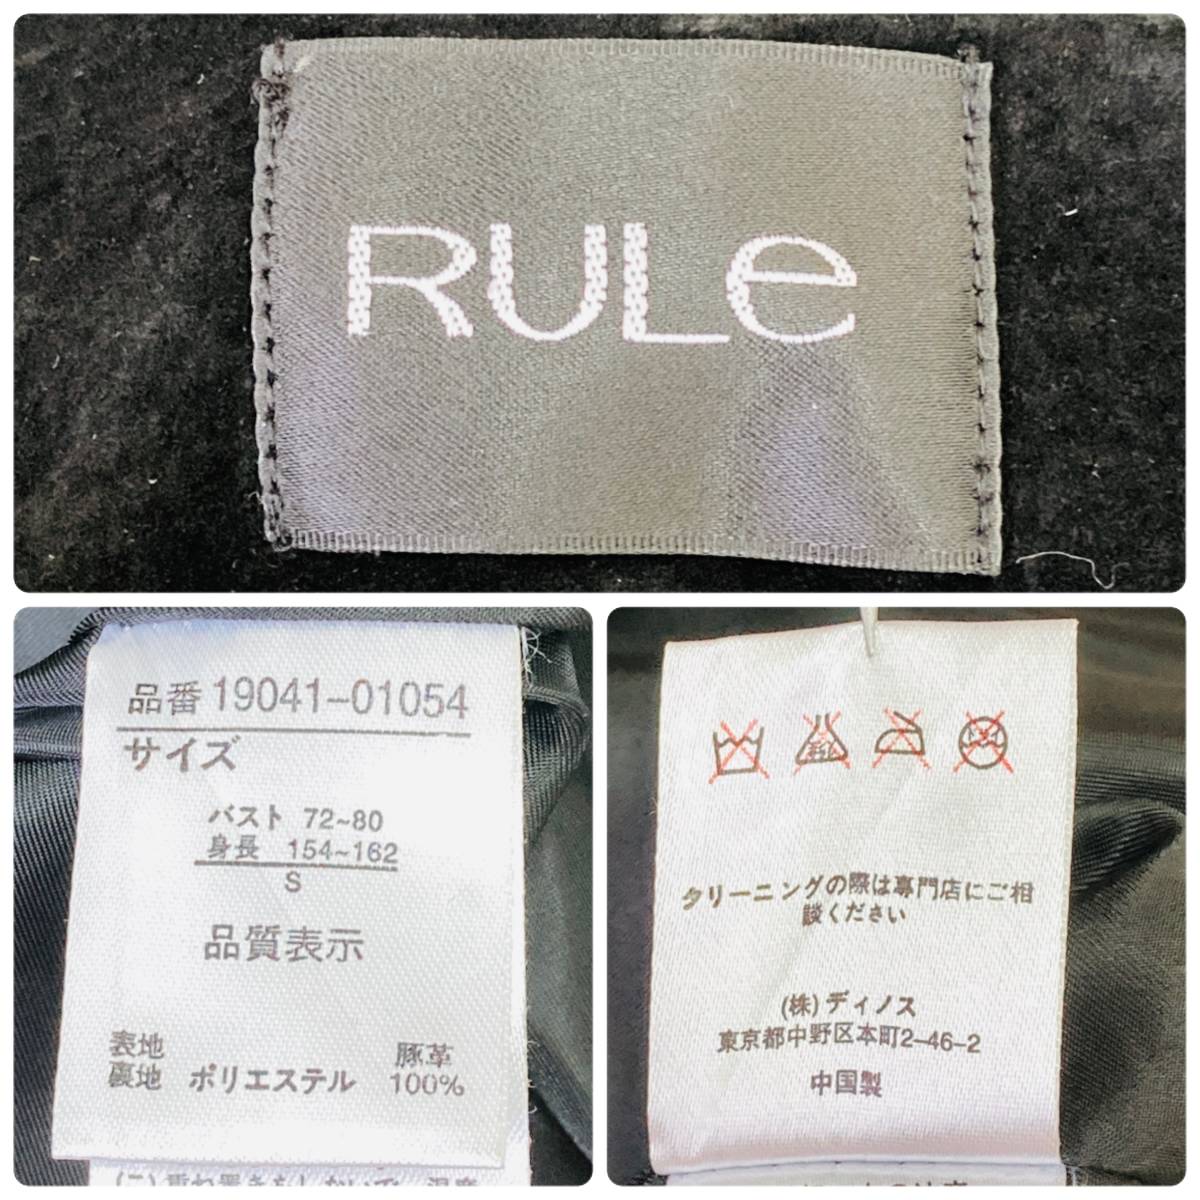 RULe
品番 19041-01054
サイズ
バスト 72~80
身長 154~162
S
品質表示
表地 豚革
裏地 ポリエステル 100%
タリーニングの際は専門店にご相
談ください
(株)ディノス
東京都中野区本町2-46-2
中国製